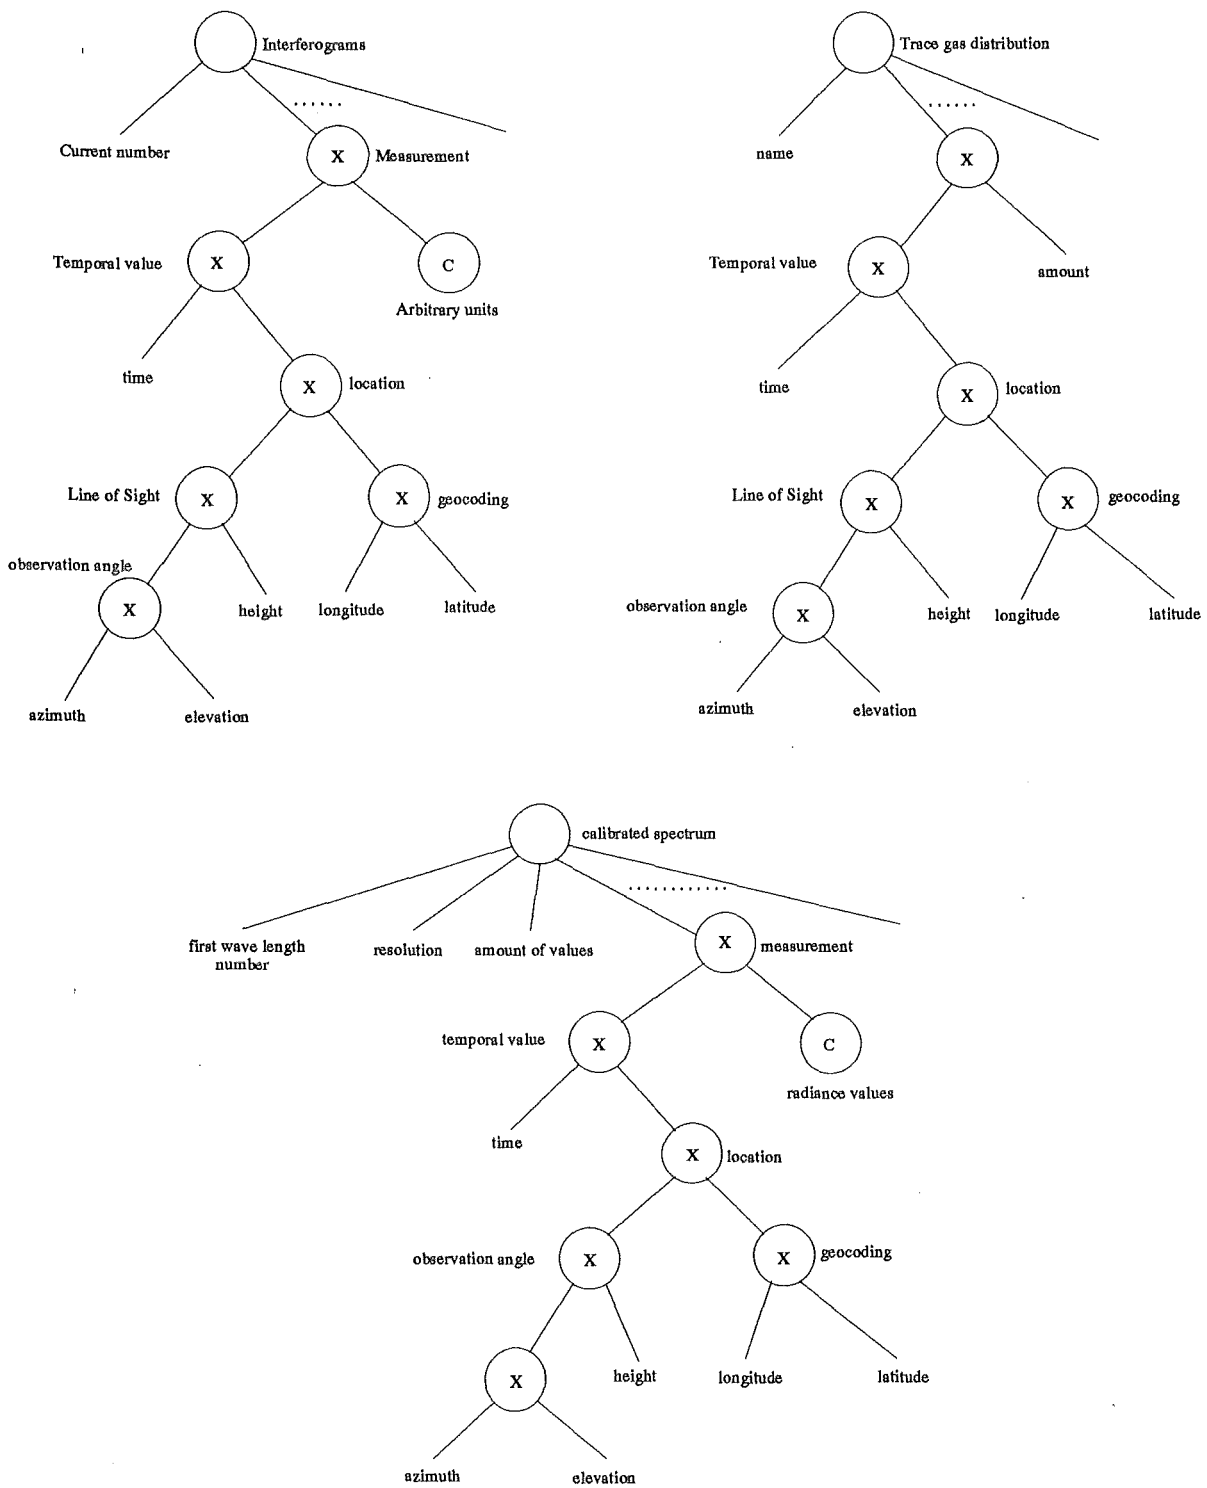 Interferograms
Current number
......
X
Measurement
Temporal value
X
C
Arbitrary units
time
X
location
Line of Sight
X
X
geocoding
observation angle
X
height
longitude
latitude
azimuth
elevation
Trace gas distribution
......
name
X
Temporal value
X
amount
time
X
location
Line of Sight
X
X
geocoding
observation angle
X
height
longitude
latitude
azimuth
elevation
calibrated spectrum
............
first wave length
number
resolution
amount of values
X
measurement
temporal value
X
C
radiance values
time
X
location
observation angle
X
X
geocoding
X
height
longitude
latitude
azimuth
elevation